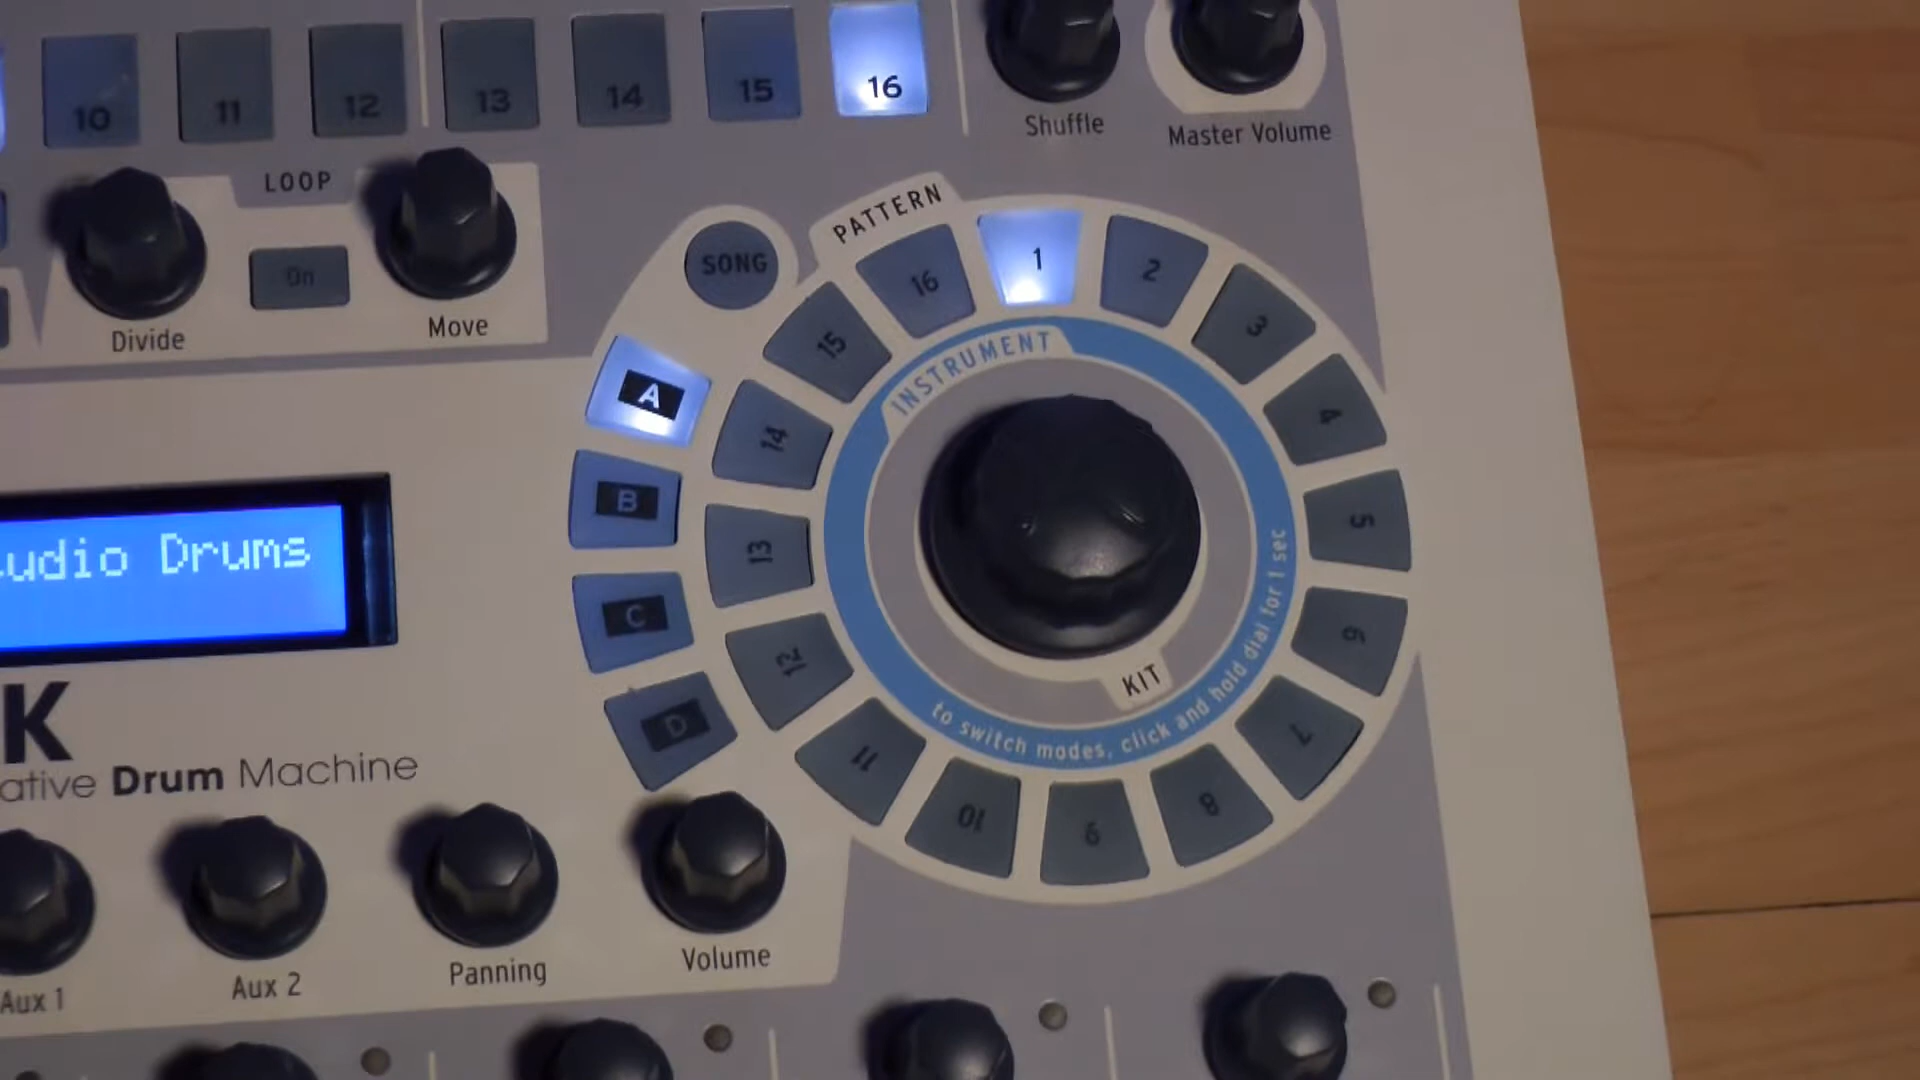 10
11
12
13
14
15
16
Shuffle
Master Volume
LOOP
On
Divide
Move
SONG
PATTERN
1
2
3
4
5
6
7
8
9
10
11
12
13
14
15
16
A
B
C
D
INSTRUMENT
KIT
to switch modes, click and hold dial for 1 sec
udio Drums
K
ative Drum Machine
Aux 1
Aux 2
Panning
Volume